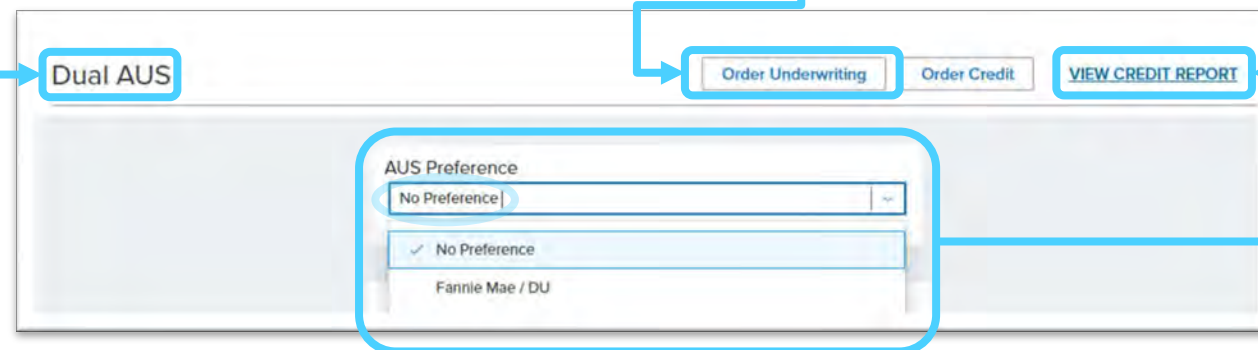 Dual AUS
Order Underwriting
Order Credit
VIEW CREDIT REPORT
AUS Preference
No Preference
No Preference
Fannie Mae / DU